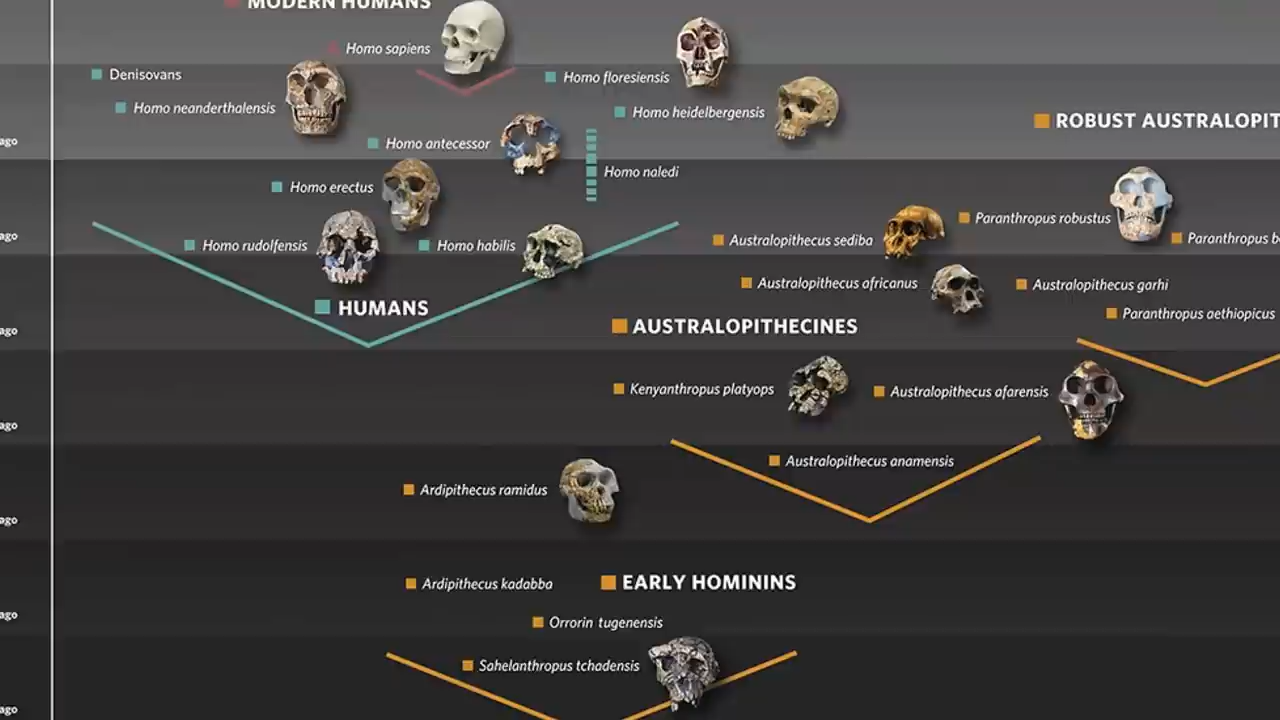 MODERN HUMANS
Homo sapiens
Denisovans
Homo floresiensis
Homo neanderthalensis
Homo heidelbergensis
ROBUST AUSTRALOPIT
ago
Homo antecessor
Homo naledi
Homo erectus
Paranthropus robustus
ago
Homo rudolfensis
Homo habilis
Australopithecus sediba
Paranthropus b
Australopithecus africanus
Australopithecus garhi
HUMANS
Paranthropus aethiopicus
AUSTRALOPITHECINES
ago
Kenyanthropus platyops
Australopithecus afarensis
ago
Australopithecus anamensis
Ardipithecus ramidus
ago
Ardipithecus kadabba
EARLY HOMININS
ago
Orrorin tugenensis
Sahelanthropus tchadensis
ago